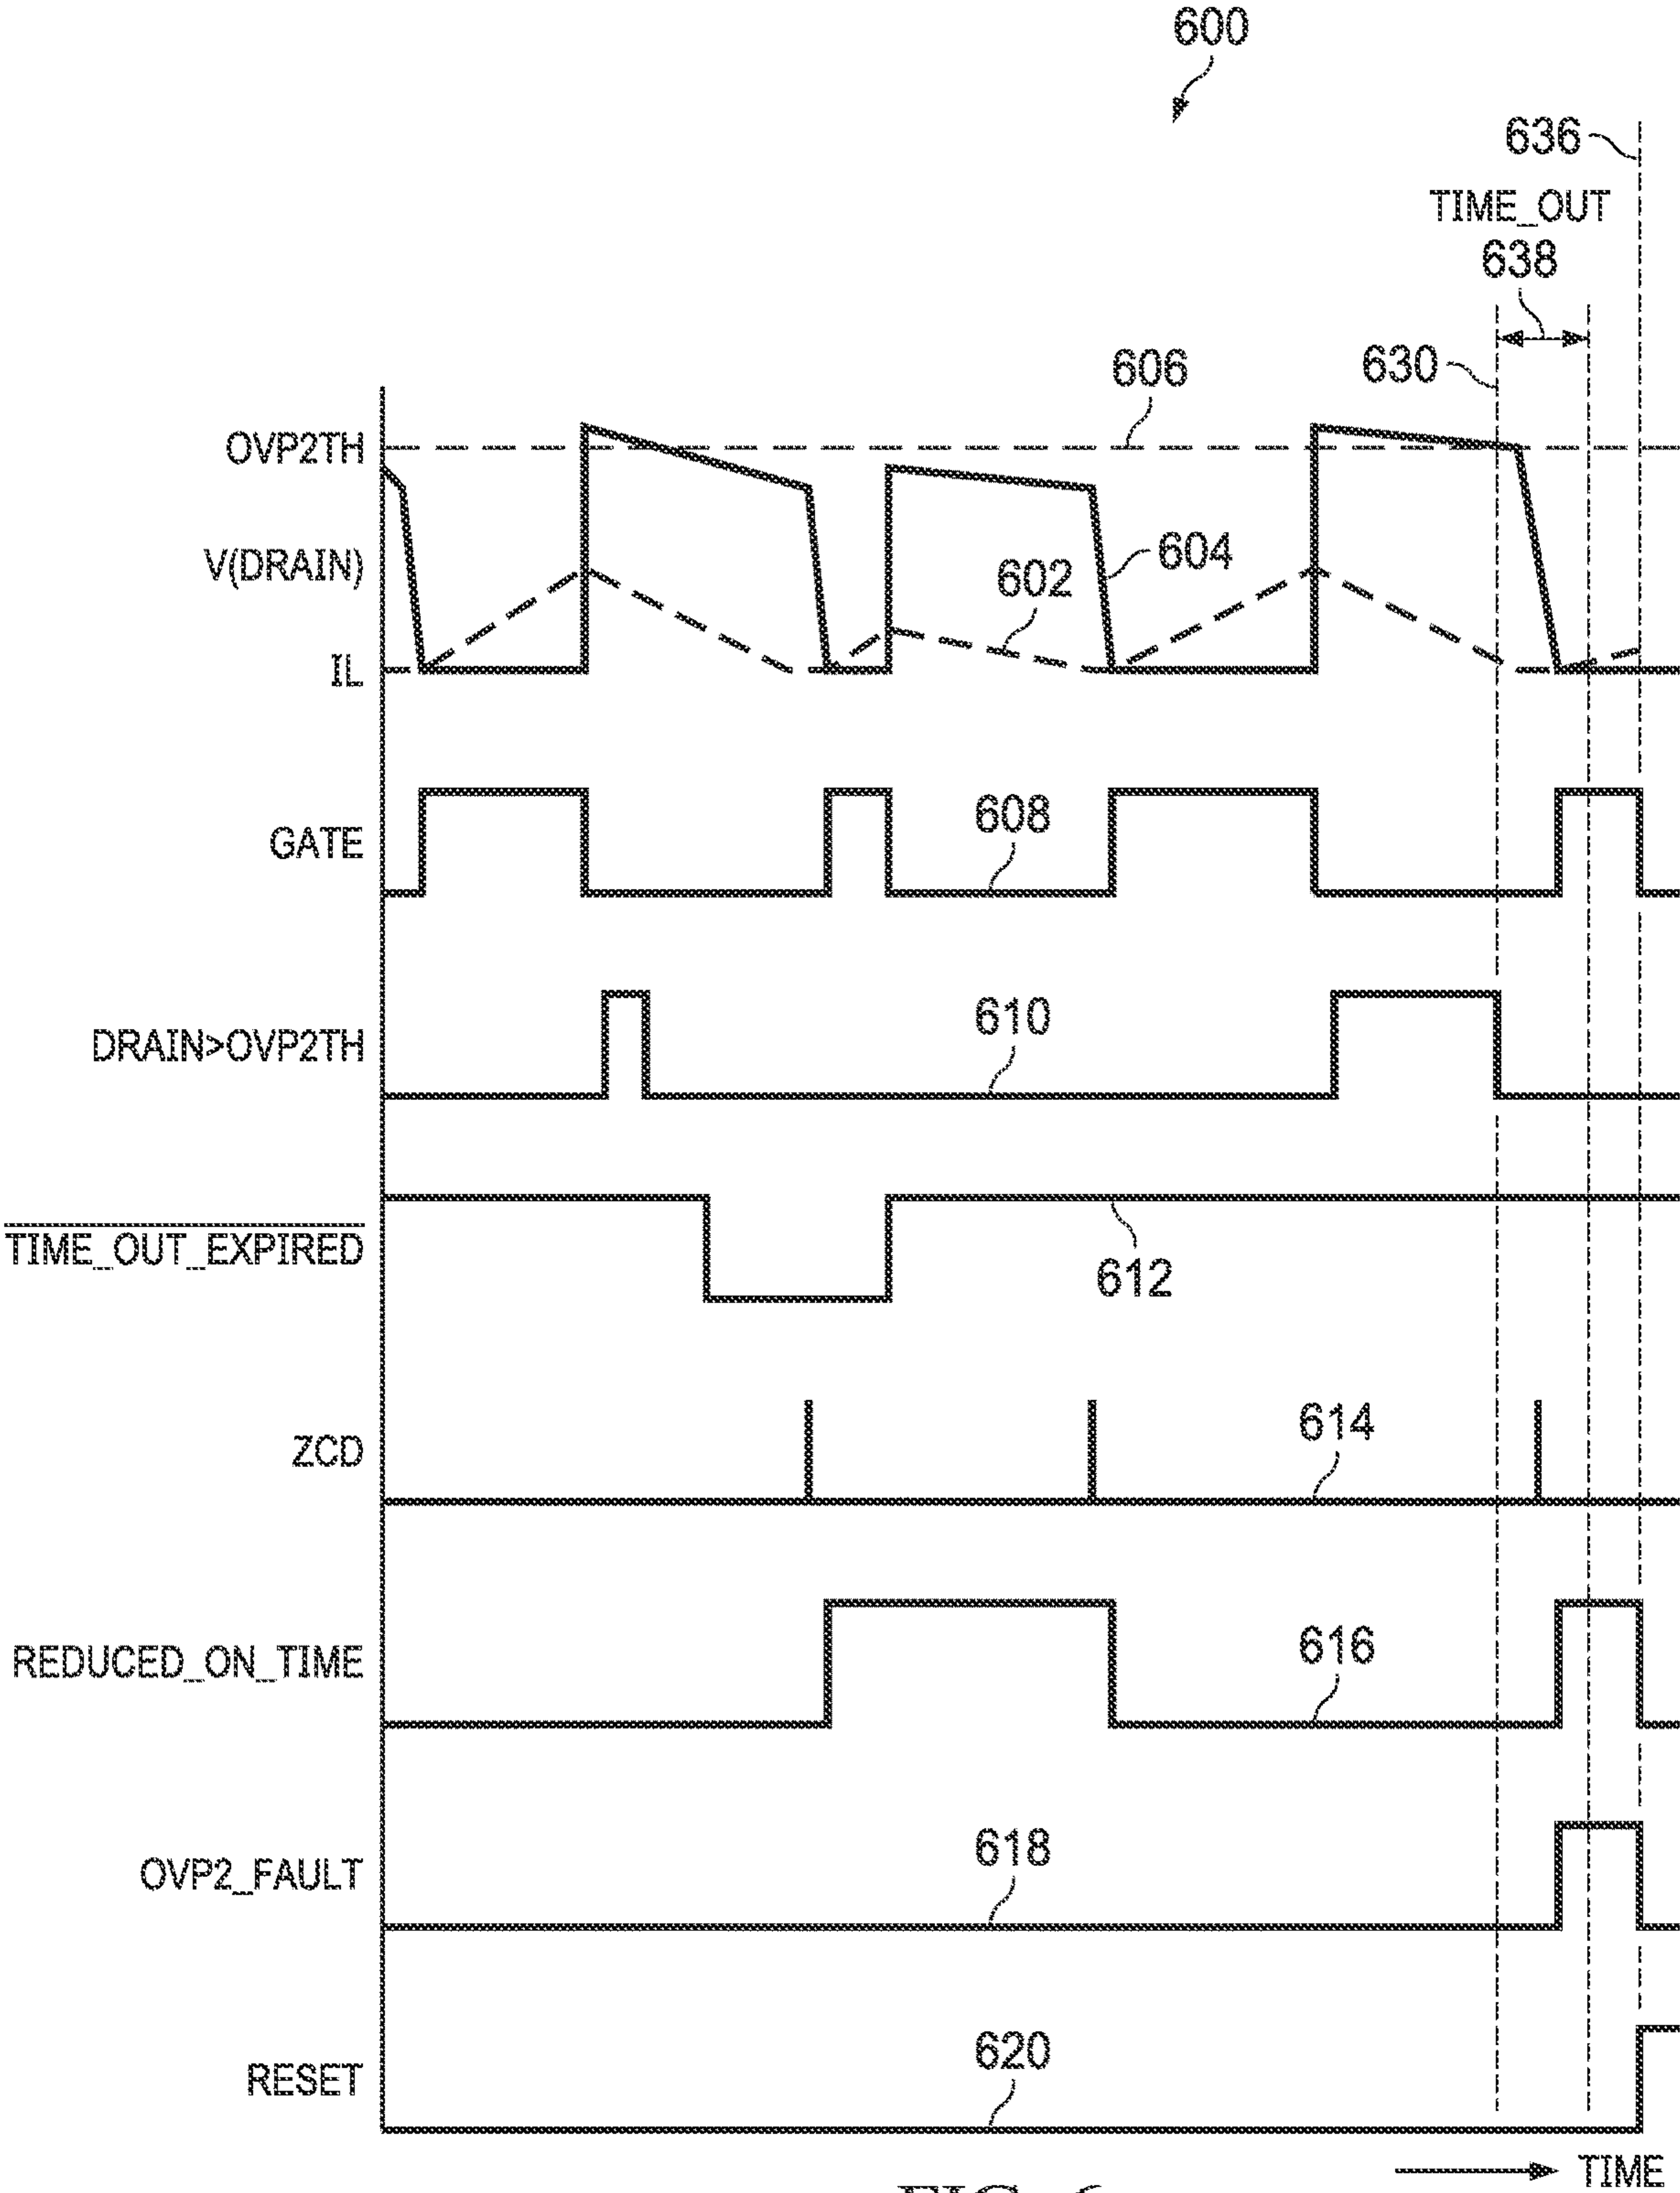 600
636
TIME_OUT
638
630
606
OVP2TH
604
V(DRAIN)
602
IL
608
GATE
610
DRAIN>OVP2TH
TIME_OUT_EXPIRED
612
614
ZCD
616
REDUCED_ON_TIME
618
OVP2_FAULT
620
RESET
TIME